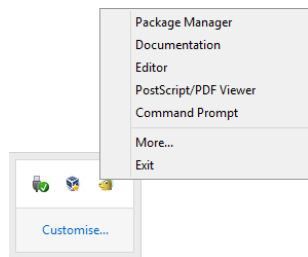 Package Manager
Documentation
Editor
PostScript/PDF Viewer
Command Prompt
More...
Exit
Customise...